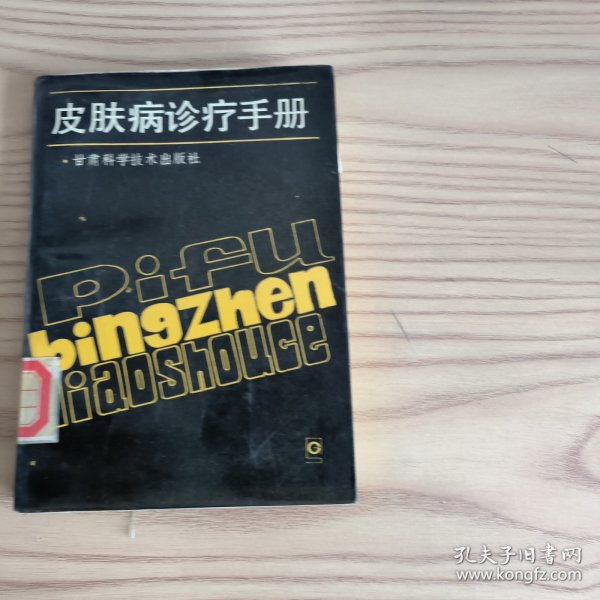 皮肤病诊疗手册
·甘肃科学技术出版社
Pifu
bingzhen
liaoshouce
G
孔夫子旧书网
www.kongfz.com